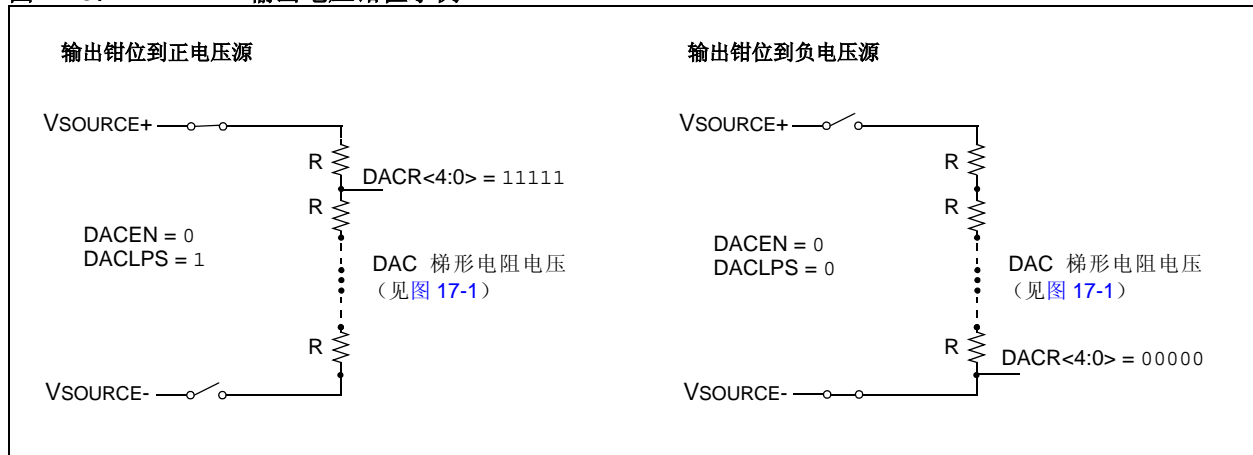 输出钳位到正电压源
VSOURCE+
R
DACR<4:0> = 11111
R
DACEN = 0
DACLPS = 1
DAC 梯形电阻电压
（见图 17-1）
R
VSOURCE-
输出钳位到负电压源
VSOURCE+
R
R
DACEN = 0
DACLPS = 0
DAC 梯形电阻电压
（见图 17-1）
R
DACR<4:0> = 00000
VSOURCE-